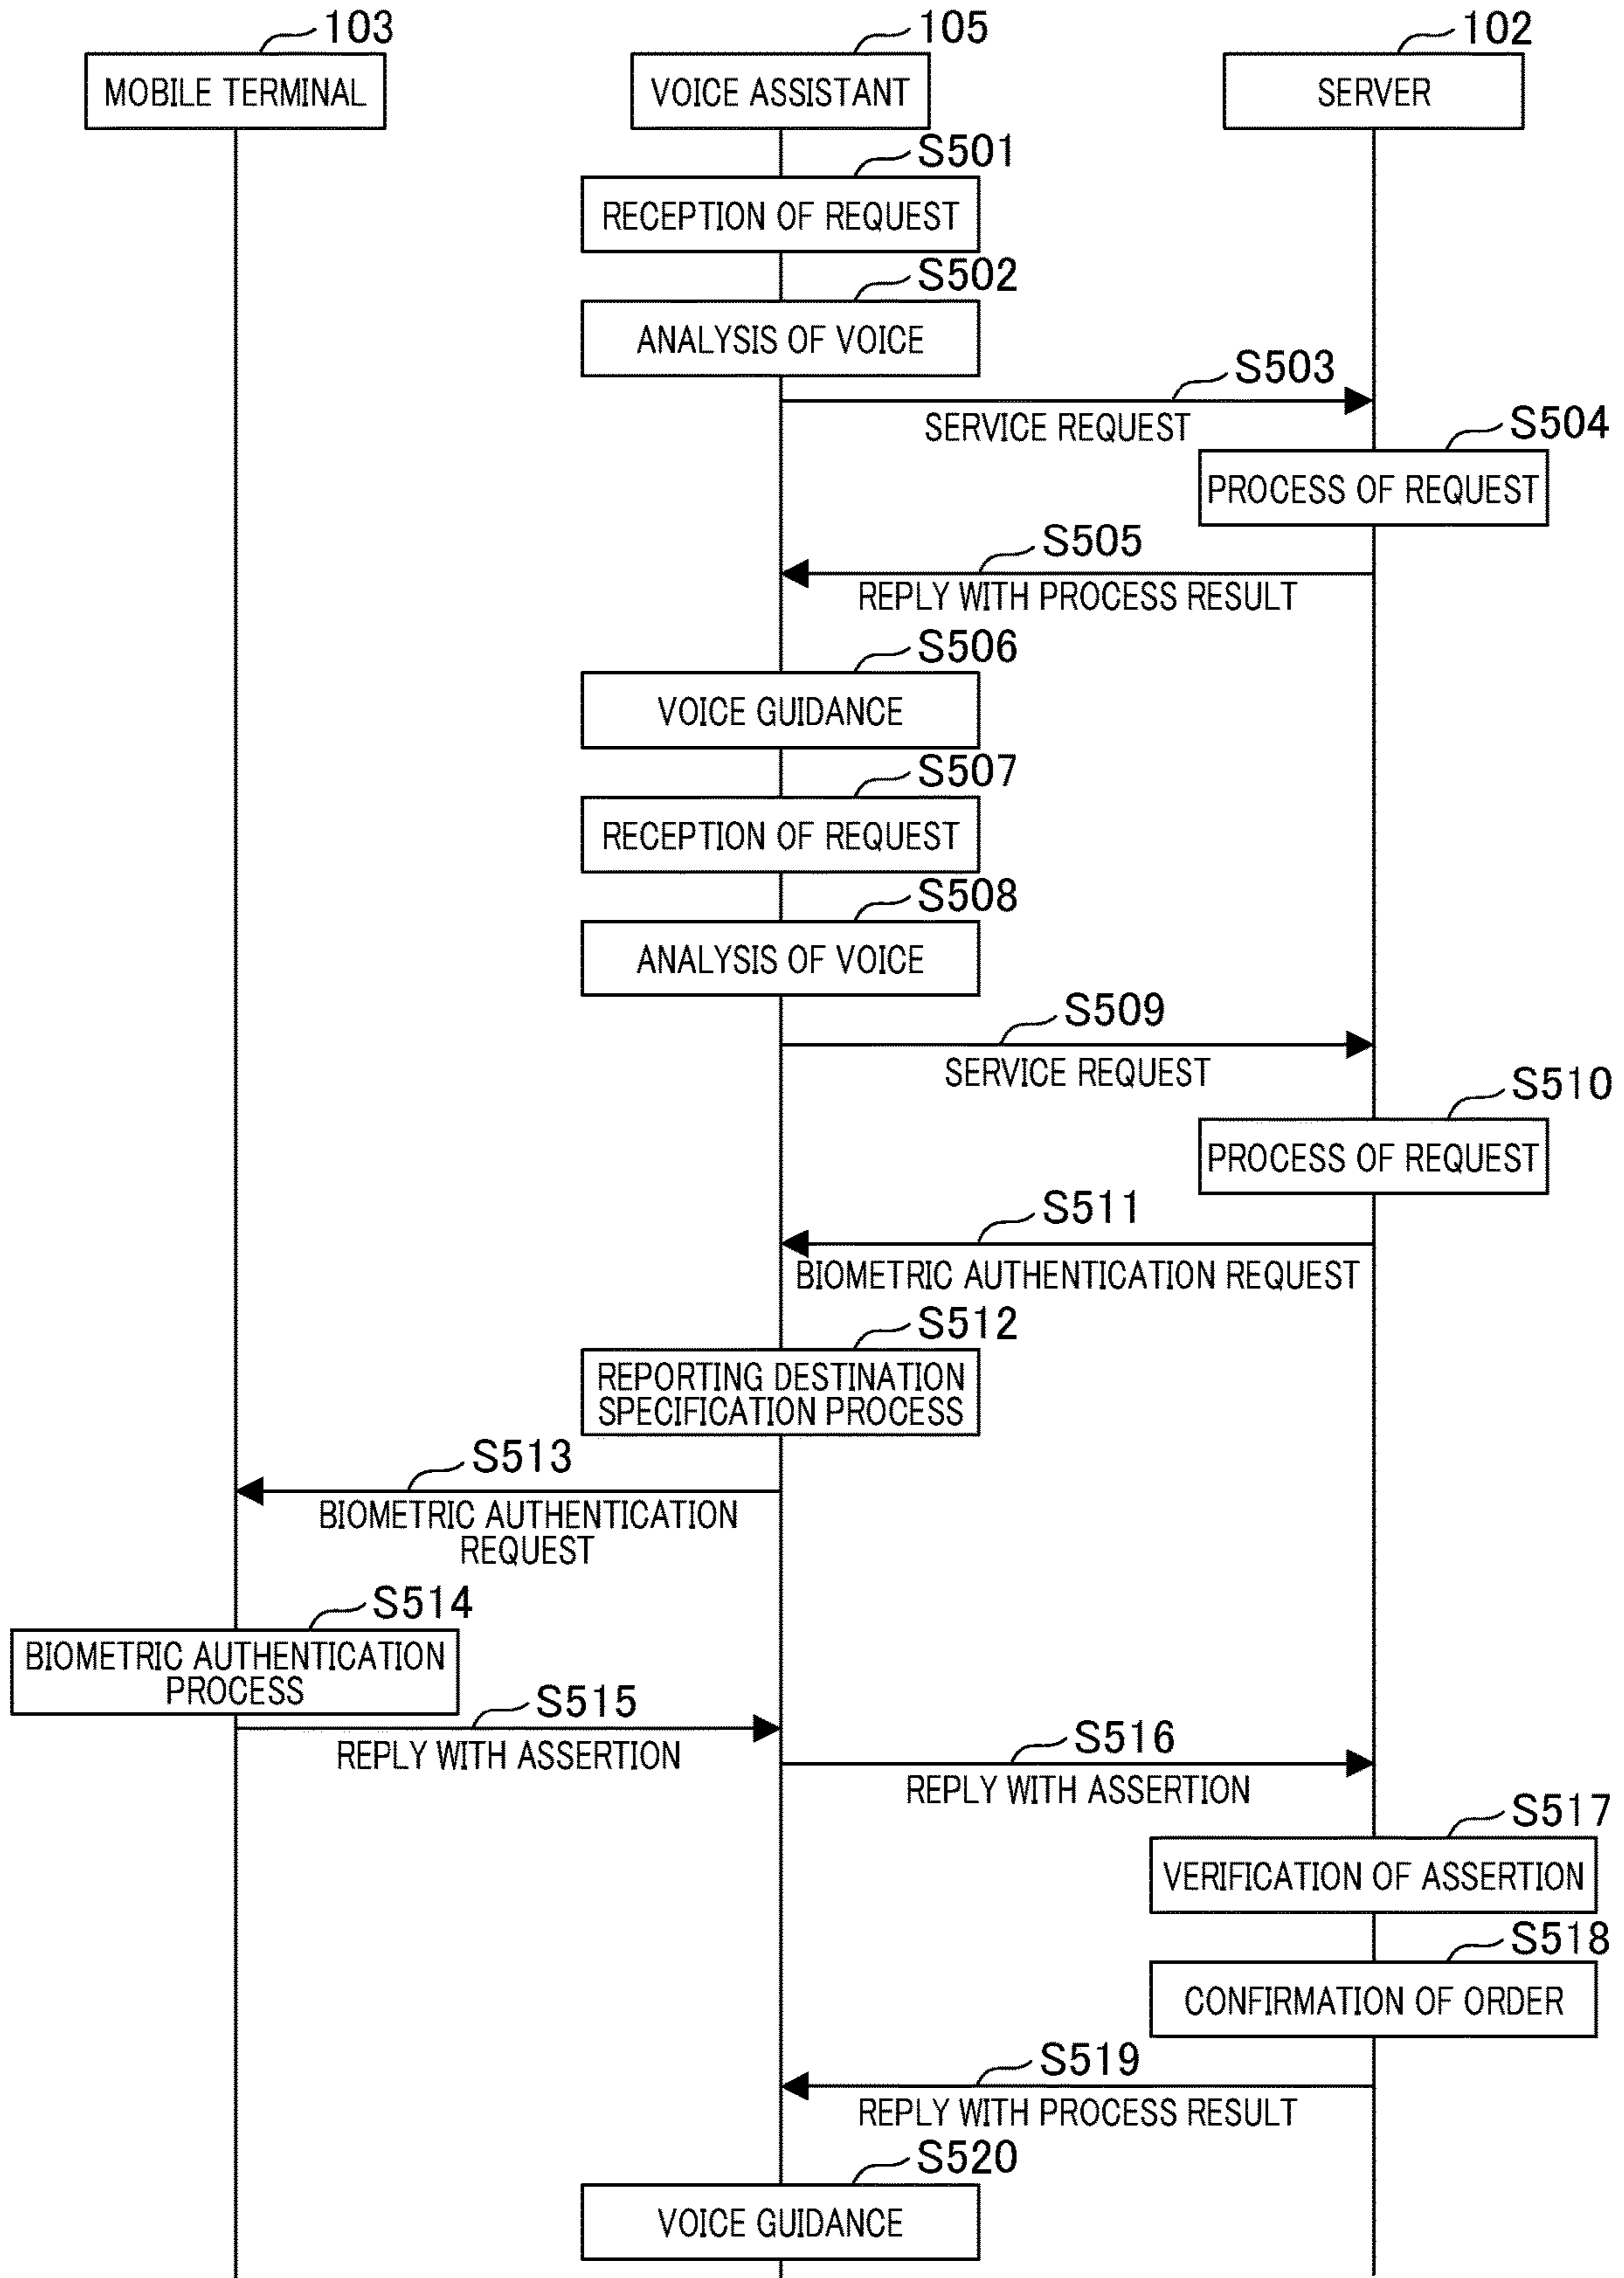 103
105
102
MOBILE TERMINAL
VOICE ASSISTANT
SERVER
S501
RECEPTION OF REQUEST
S502
ANALYSIS OF VOICE
S503
SERVICE REQUEST
S504
PROCESS OF REQUEST
S505
REPLY WITH PROCESS RESULT
S506
VOICE GUIDANCE
S507
RECEPTION OF REQUEST
S508
ANALYSIS OF VOICE
S509
SERVICE REQUEST
S510
PROCESS OF REQUEST
S511
BIOMETRIC AUTHENTICATION REQUEST
S512
REPORTING DESTINATION
SPECIFICATION PROCESS
S513
BIOMETRIC AUTHENTICATION
REQUEST
S514
BIOMETRIC AUTHENTICATION
PROCESS
S515
REPLY WITH ASSERTION
S516
REPLY WITH ASSERTION
S517
VERIFICATION OF ASSERTION
S518
CONFIRMATION OF ORDER
S519
REPLY WITH PROCESS RESULT
S520
VOICE GUIDANCE